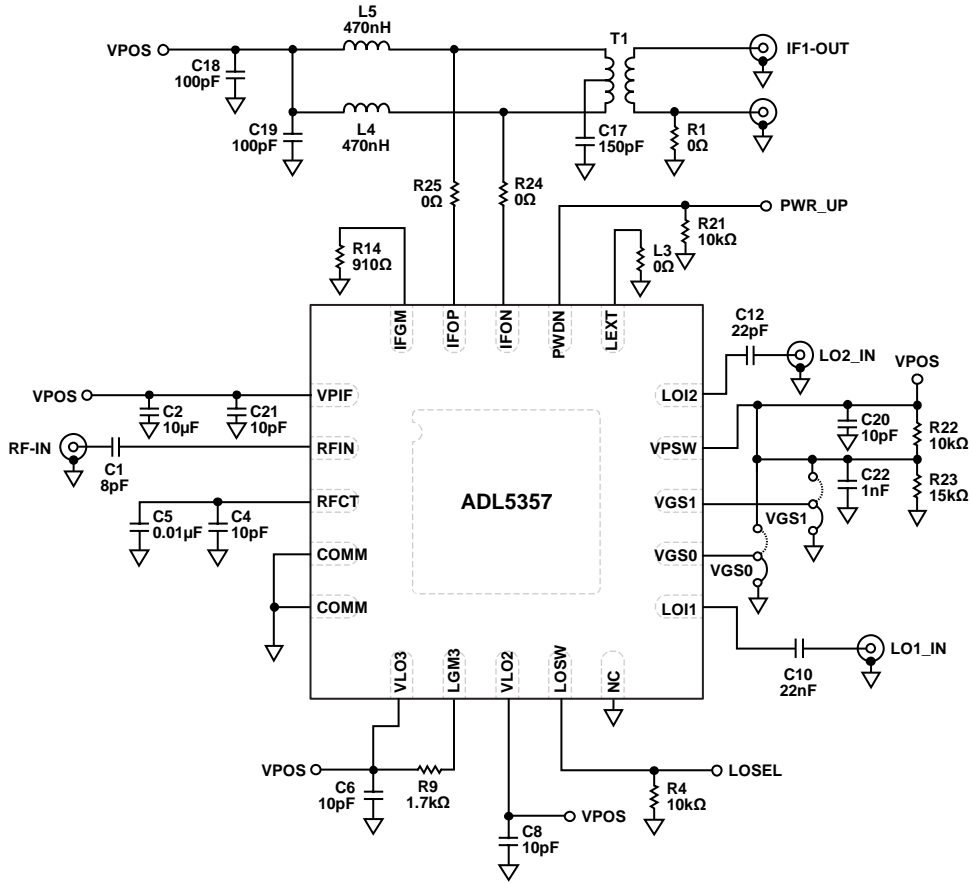 L5
470nH
VPOS
C18
100pF
T1
IF1-OUT
C19
100pF
L4
470nH
C17
150pF
R1
0Ω
R25
0Ω
R24
0Ω
PWR_UP
R21
10kΩ
R14
910Ω
L3
0Ω
IFGM
IFOP
IFON
PWDN
LEXT
C12
22pF
LO2_IN
VPOS
VPOS
C2
10µF
C21
10pF
VPIF
LOI2
C20
10pF
R22
10kΩ
RF-IN
C1
8pF
RFIN
VPSW
C22
1nF
R23
15kΩ
ADL5357
C5
0.01µF
C4
10pF
RFCT
VGS1
VGS1
COMM
VGS0
VGS0
COMM
LOI1
LO1_IN
C10
22nF
VLO3
LGM3
VLO2
LOSW
NC
VPOS
C6
10pF
R9
1.7kΩ
LOSEL
R4
10kΩ
VPOS
C8
10pF